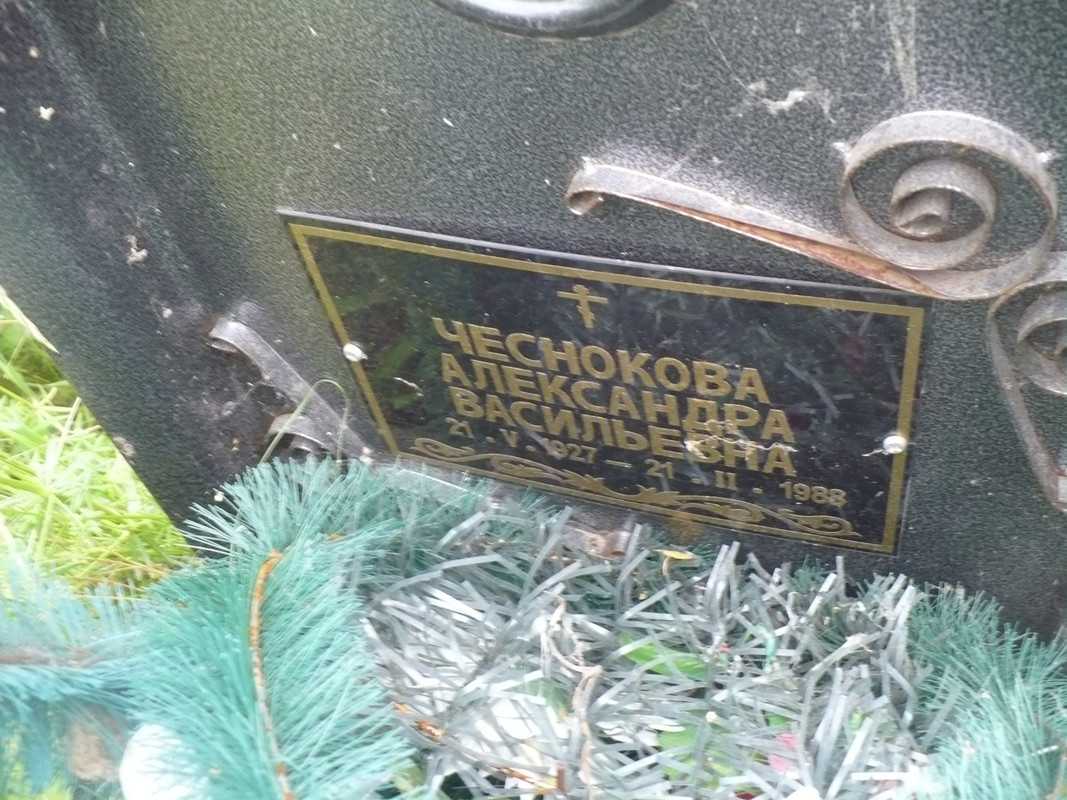 ЧЕСНОКОВА
АЛЕКСАНДРА
ВАСИЛЬЕВНА
21 . V . 1927 — 21 . II . 1988